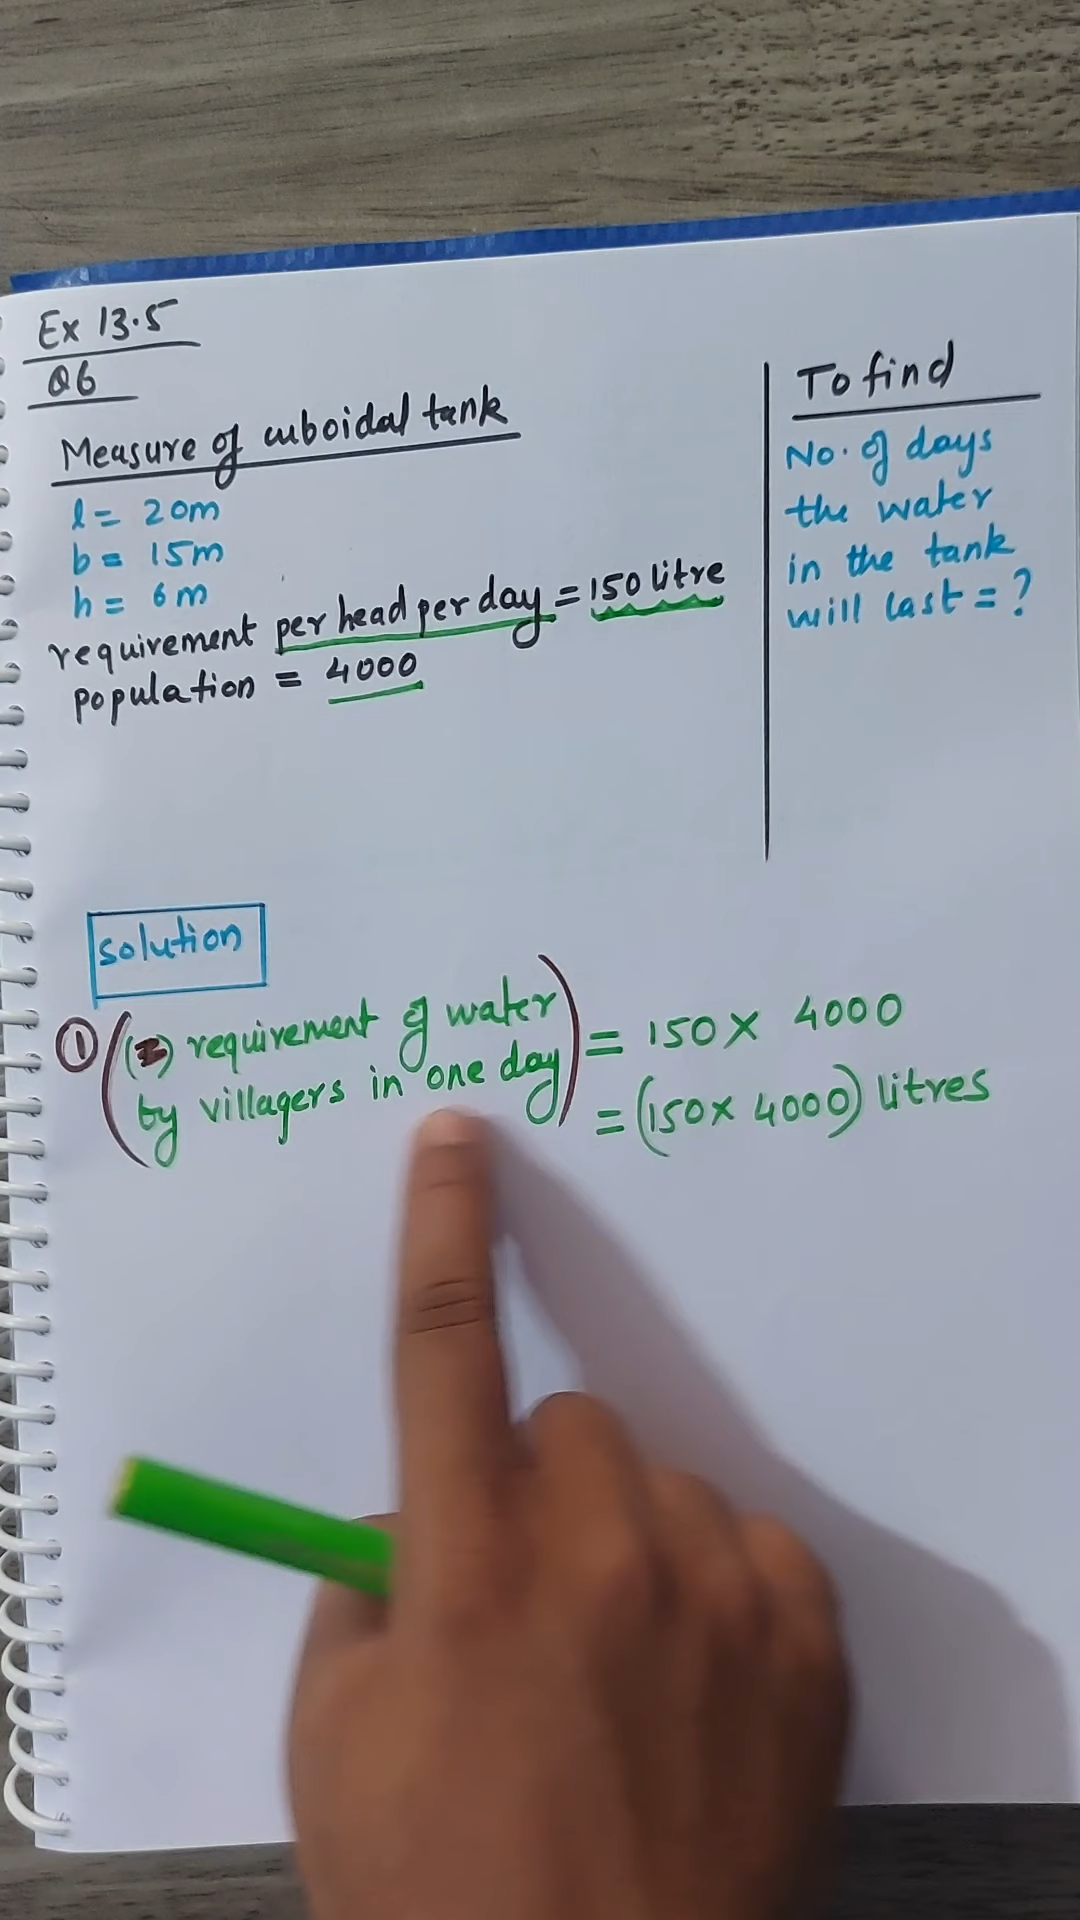 Ex 13.5
Q6
Measure of cuboidal tank
l = 20m
b = 15m
h = 6m
requirement per head per day = 150 litre
population = 4000
To find
No. of days
the water
in the tank
will last = ?
solution
① requirement of water = 150 x 4000
by villagers in one day = (150x 4000) litres